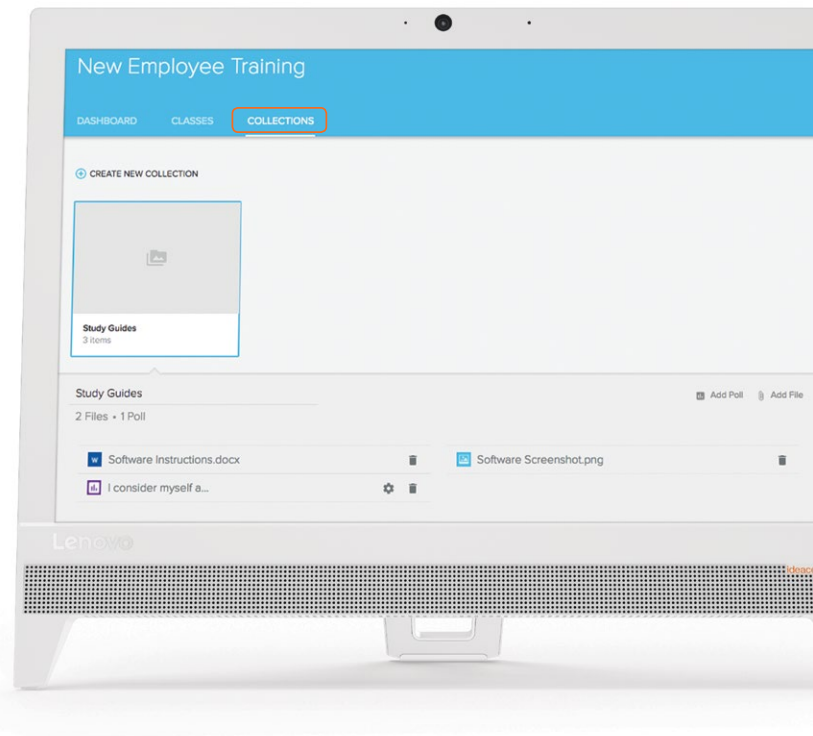 New Employee Training
DASHBOARD CLASSES COLLECTIONS
CREATE NEW COLLECTION
Study Guides
3 items
Study Guides
Add Poll Add File
2 Files • 1 Poll
W Software Instructions.docx
Software Screenshot.png
I consider myself a...
Lenovo